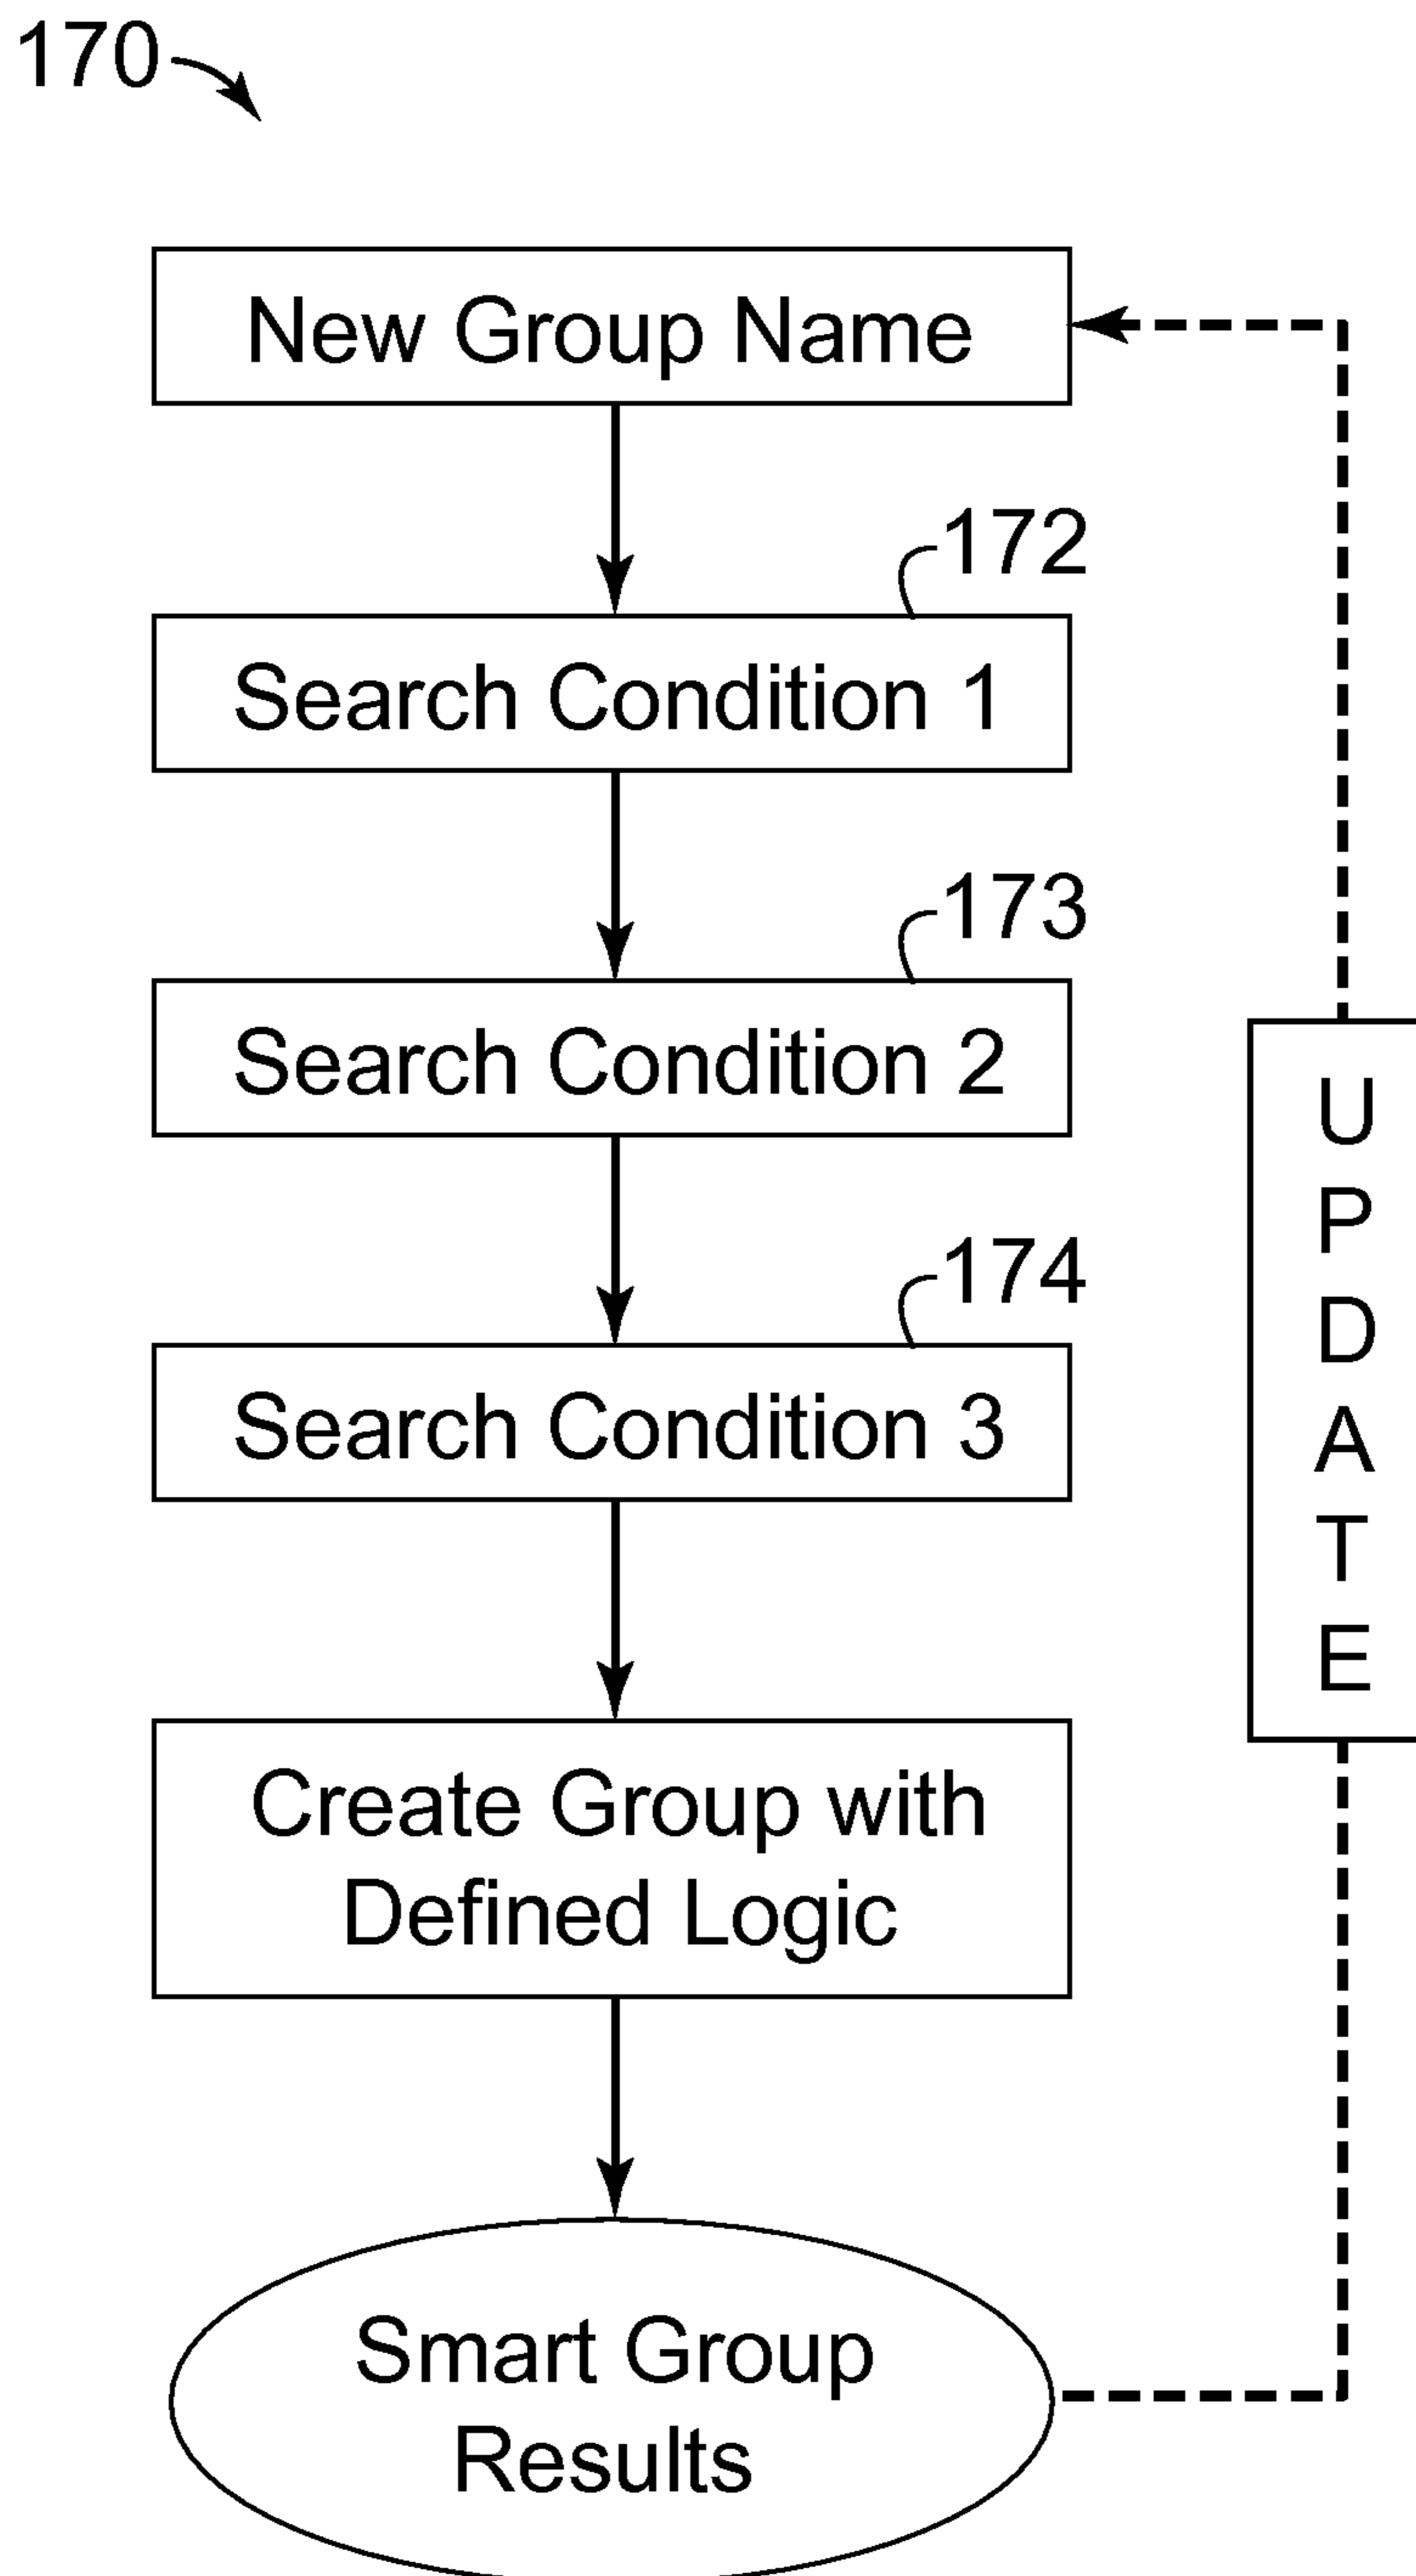 170
New Group Name
172
Search Condition 1
173
Search Condition 2
174
Search Condition 3
Create Group with
Defined Logic
Smart Group
Results
U
P
D
A
T
E